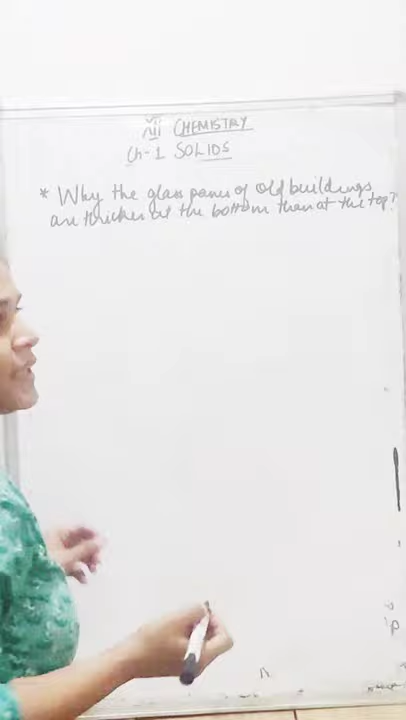 XII CHEMISTRY
Ch-1 SOLIDS
* Why the glass panes of old buildings
are thicker at the bottom than at the top?